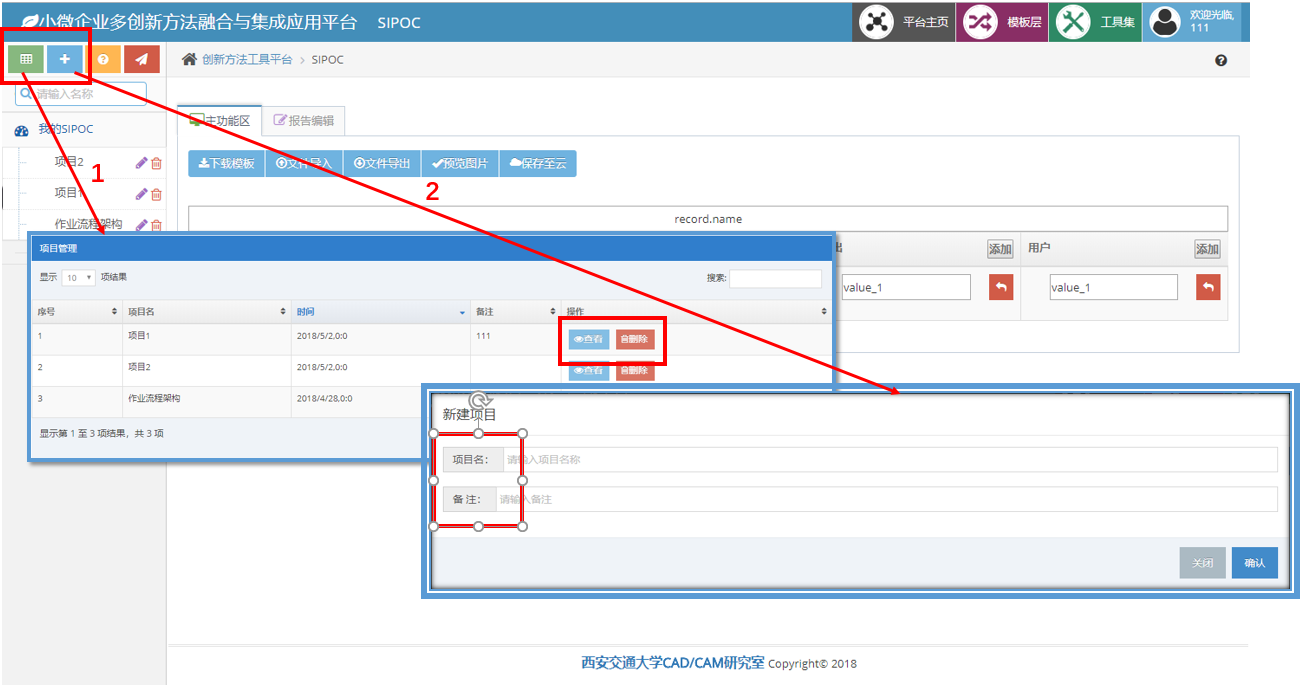 小微企业多创新方法融合与集成应用平台 SIPOC
平台主页
模板层
工具集
欢迎光临,
111
请输入名称
创新方法工具平台 > SIPOC
我的SIPOC
项目2
项目1
作业流程架构
1
2
主功能区
报告编辑
下载模板
文件导入
文件导出
预览图片
保存至云
record.name
出
添加
用户
添加
value_1
value_1
项目管理
显示 10 项结果
搜索:
序号 项目名 时间 备注 操作
1 项目1 2018/5/2,0:0 111 查看 删除
2 项目2 2018/5/2,0:0 查看 删除
3 作业流程架构 2018/4/28,0:0
显示第 1 至 3 项结果，共 3 项
新建项目
项目名: 请输入项目名称
备 注: 请输入备注
关闭
确认
西安交通大学CAD/CAM研究室 Copyright© 2018